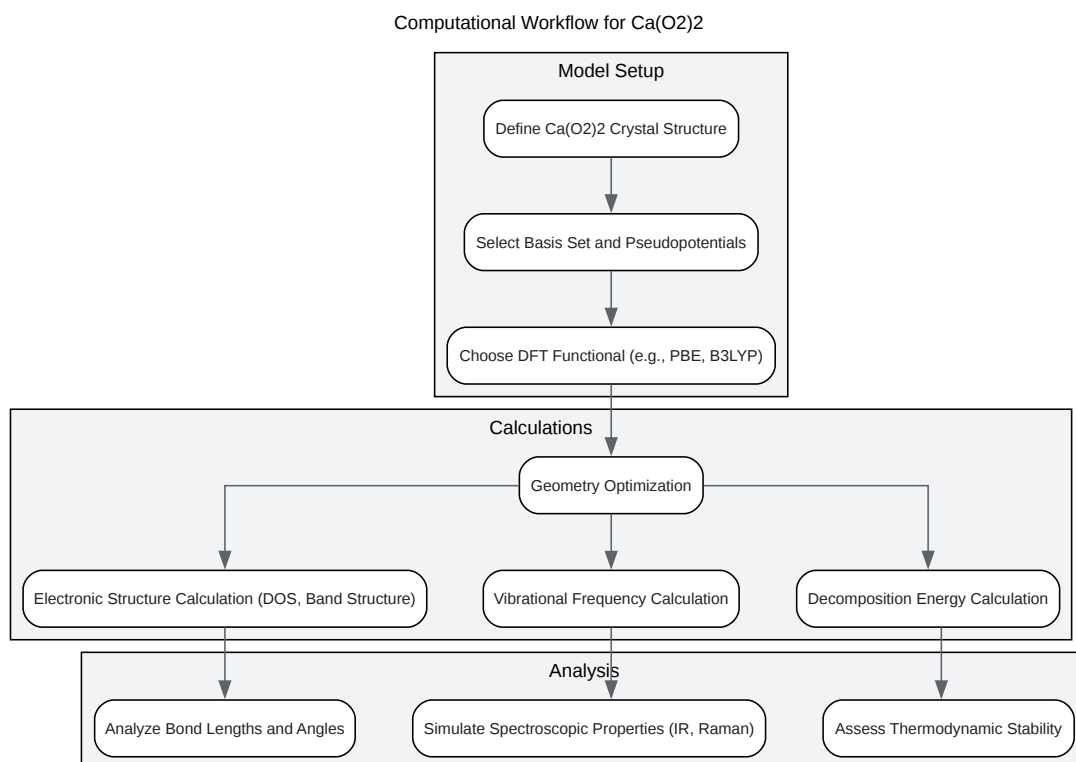 Computational Workflow for Ca(O2)2
Model Setup
Define Ca(O2)2 Crystal Structure
Select Basis Set and Pseudopotentials
Choose DFT Functional (e.g., PBE, B3LYP)
Calculations
Geometry Optimization
Electronic Structure Calculation (DOS, Band Structure)
Vibrational Frequency Calculation
Decomposition Energy Calculation
Analysis
Analyze Bond Lengths and Angles
Simulate Spectroscopic Properties (IR, Raman)
Assess Thermodynamic Stability